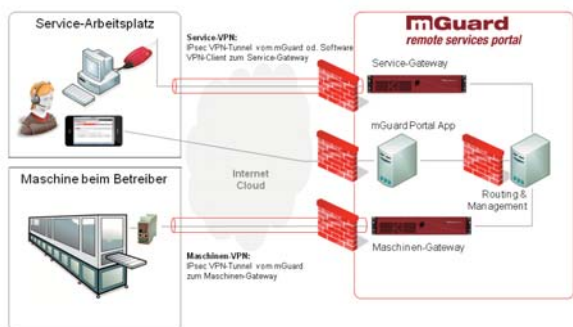 Service-Arbeitsplatz
Service-VPN:
IPsec VPN-Tunnel vom mGuard od. Software
VPN-Client zum Service-Gateway
mGuard
remote services portal
Service-Gateway
mGuard Portal App
Internet
Cloud
Routing &
Management
Maschine beim Betreiber
Maschinen-Gateway
Maschinen-VPN:
IPsec VPN-Tunnel vom mGuard
zum Maschinen-Gateway